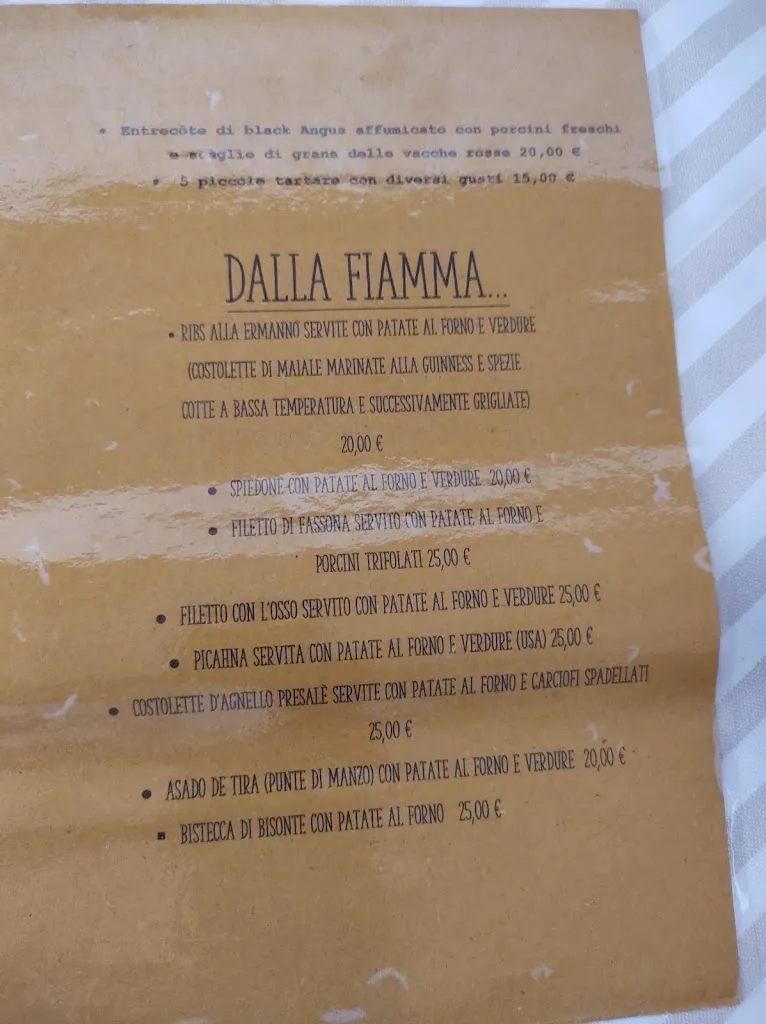 • Entrecôte di black Angus affumicato con porcini freschi
e scaglie di grana delle vacche rosse 20,00 €
• 5 piccole tartare con diversi gusti 15,00 €
DALLA FIAMMA...
• RIBS ALLA ERMANNO SERVITE CON PATATE AL FORNO E VERDURE
(COSTOLETTE DI MAIALE MARINATE ALLA GUINNESS E SPEZIE
COTTE A BASSA TEMPERATURA E SUCCESSIVAMENTE GRIGLIATE)
20,00 €
• SPIEDONE CON PATATE AL FORNO E VERDURE 20,00 €
• FILETTO DI FASSONA SERVITO CON PATATE AL FORNO E
PORCINI TRIFOLATI 25,00 €
• FILETTO CON L'OSSO SERVITO CON PATATE AL FORNO E VERDURE 25,00 €
• PICAHNA SERVITA CON PATATE AL FORNO E VERDURE (USA) 25,00 €
• COSTOLETTE D'AGNELLO PRESALÈ SERVITE CON PATATE AL FORNO E CARCIOFI SPADELLATI
25,00 €
• ASADO DE TIRA (PUNTE DI MANZO) CON PATATE AL FORNO E VERDURE 20,00 €
▪ BISTECCA DI BISONTE CON PATATE AL FORNO 25,00 €